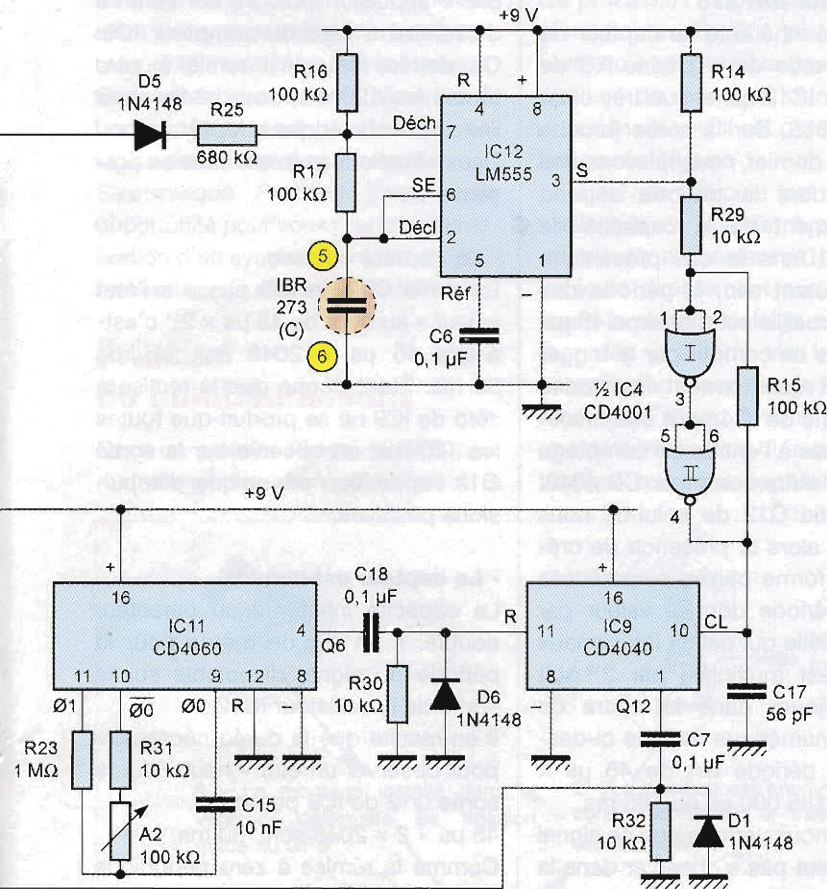 +9 V
D5
1N4148
R25
680 kΩ
R16
100 kΩ
R17
100 kΩ
Déch
SE
Décl
R
+
4
8
7
6
2
5
1
3
IC12
LM555
S
R14
100 kΩ
R29
10 kΩ
5
IBR
273
(C)
6
Réf
−
C6
0,1 µF
1
2
I
3
½ IC4
CD4001
R15
100 kΩ
5
6
II
4
+9 V
+
16
IC11
CD4060
4
Q6
11
10
9
12
8
Ø1
Ø0
Ø0
R
R23
1 MΩ
R31
10 kΩ
A2
100 kΩ
C15
10 nF
C18
0,1 µF
R30
10 kΩ
D6
1N4148
+
16
R
11
IC9
CD4040
10
CL
8
1
Q12
C17
56 pF
C7
0,1 µF
R32
10 kΩ
D1
1N4148